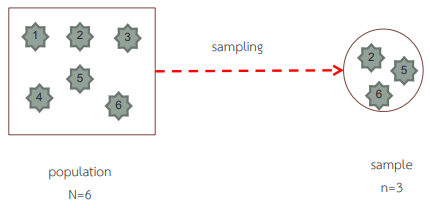 1 2 3
4 5 6
population
N=6
sampling
2 5
6
sample
n=3